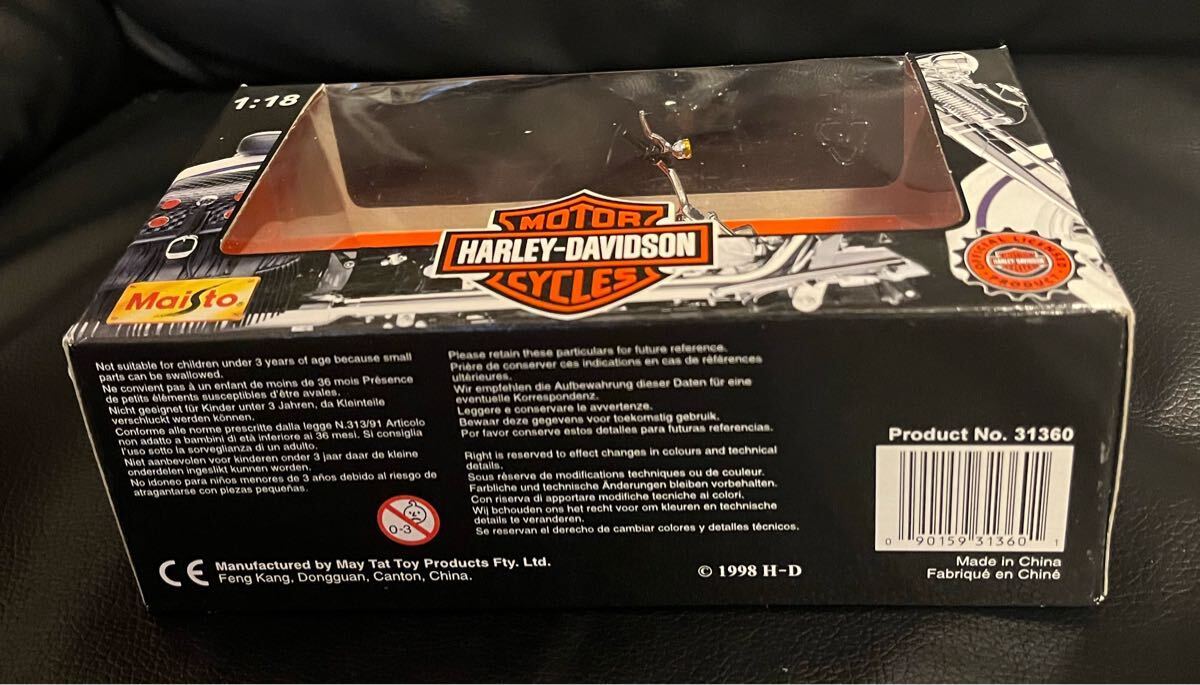 1:18
MOTOR
HARLEY-DAVIDSON
CYCLES
OFFICIAL LICENSED
HARLEY-DAVIDSON
PRODUCT
Maisto®
Not suitable for children under 3 years of age because small
parts can be swallowed.
Ne convient pas à un enfant de moins de 36 mois Présence
de petits éléments susceptibles d'être avales.
Nicht geeignet für Kinder unter 3 Jahren, da Kleinteile
verschluckt werden können.
Conforme alle norme prescritte dalla legge N.313/91 Articolo
non adatto a bambini di età inferiore ai 36 mesi. Si consiglia
l'uso sotto la sorveglianza di un adulto.
Niet aanbevolen voor kinderen onder 3 jaar daar de kleine
onderdelen ingeslikt kunnen worden.
No idoneo para niños menores de 3 años debido al riesgo de
atragantarse con piezas pequeñas.
0-3
Please retain these particulars for future reference.
Prière de conserver ces indications en cas de références
ultérieures.
Wir empfehlen die Aufbewahrung dieser Daten für eine
eventuelle Korrespondenz.
Leggere e conservare le avvertenze.
Bewaar deze gegevens voor toekomstig gebruik.
Por favor conserve estos detalles para futuras referencias.
Right is reserved to effect changes in colours and technical
details.
Sous réserve de modifications techniques ou de couleur.
Farbliche und technische Änderungen bleiben vorbehalten.
Con riserva di apportare modifiche tecniche ai colori.
Wij behouden ons het recht voor om kleuren en technische
details te veranderen.
Se reservan el derecho de cambiar colores y detalles técnicos.
Product No. 31360
0 90159 31360 1
Made in China
Fabriqué en Chiné
CE Manufactured by May Tat Toy Products Fty. Ltd.
Feng Kang, Dongguan, Canton, China.
© 1998 H-D